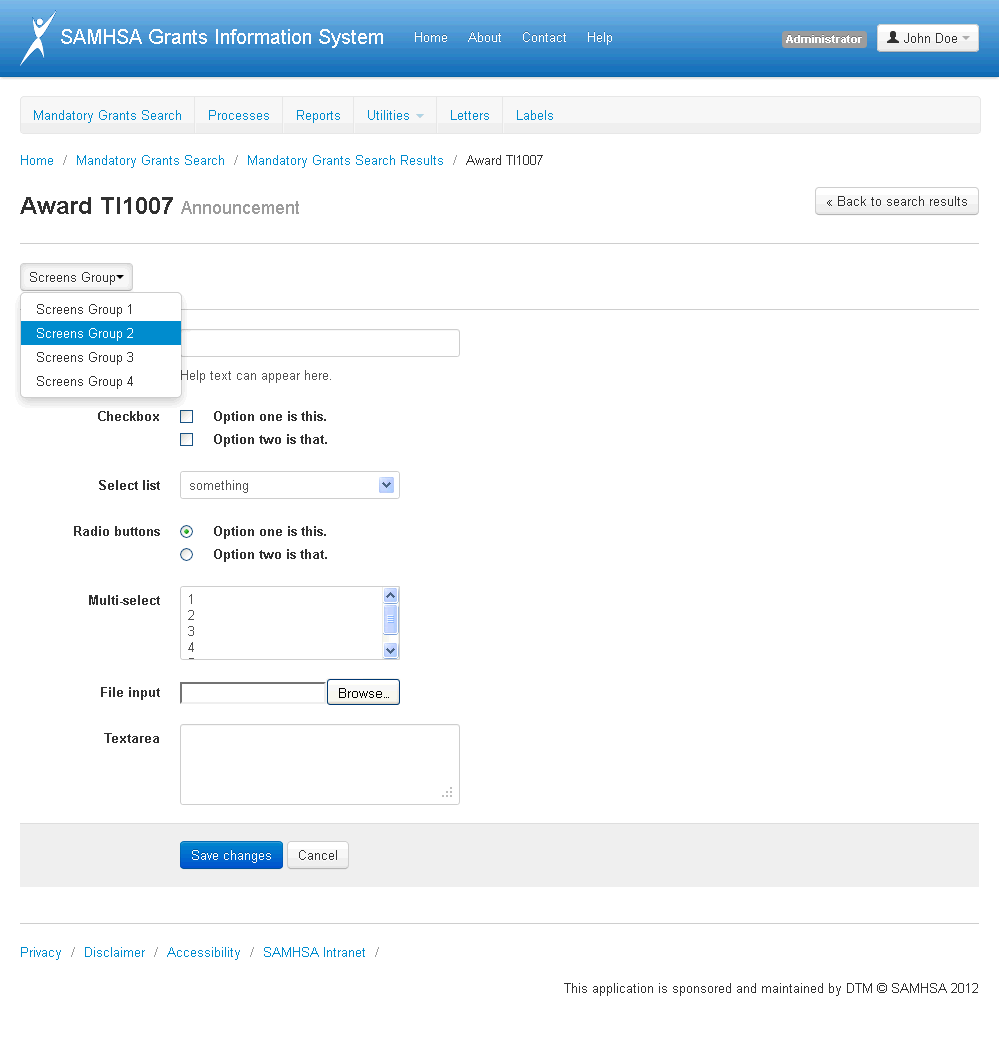 SAMHSA Grants Information System Home About Contact Help Administrator John Doe
Mandatory Grants Search Processes Reports Utilities Letters Labels
Home / Mandatory Grants Search / Mandatory Grants Search Results / Award TI1007
Award TI1007 Announcement « Back to search results
Screens Group
Screens Group 1
Screens Group 2
Screens Group 3
Screens Group 4
Help text can appear here.
Checkbox Option one is this.
Option two is that.
Select list something
Radio buttons Option one is this.
Option two is that.
Multi-select 1
2
3
4
File input Browse...
Textarea
Save changes Cancel
Privacy / Disclaimer / Accessibility / SAMHSA Intranet /
This application is sponsored and maintained by DTM © SAMHSA 2012